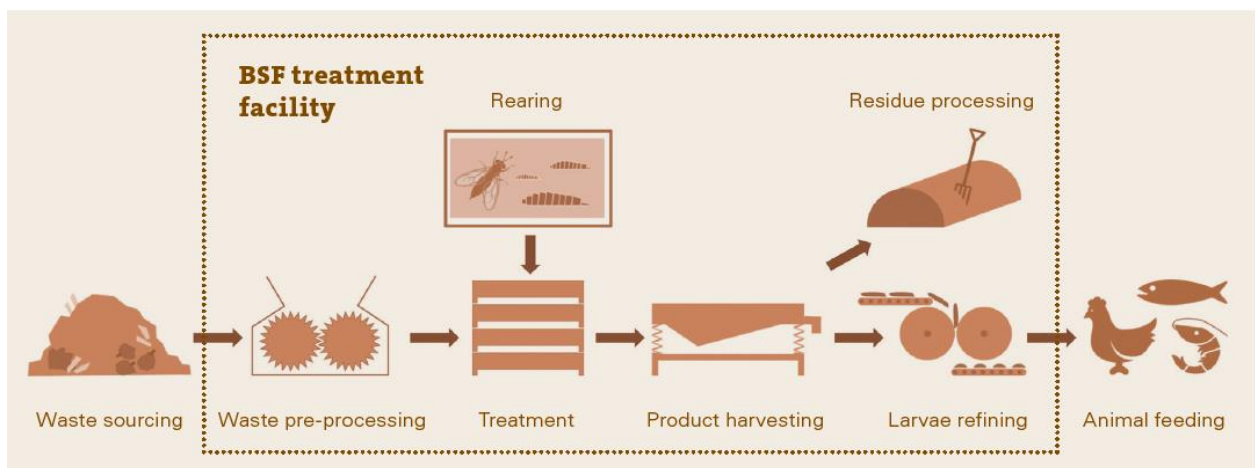 BSF treatment
facility
Rearing
Residue processing
Waste sourcing
Waste pre-processing
Treatment
Product harvesting
Larvae refining
Animal feeding